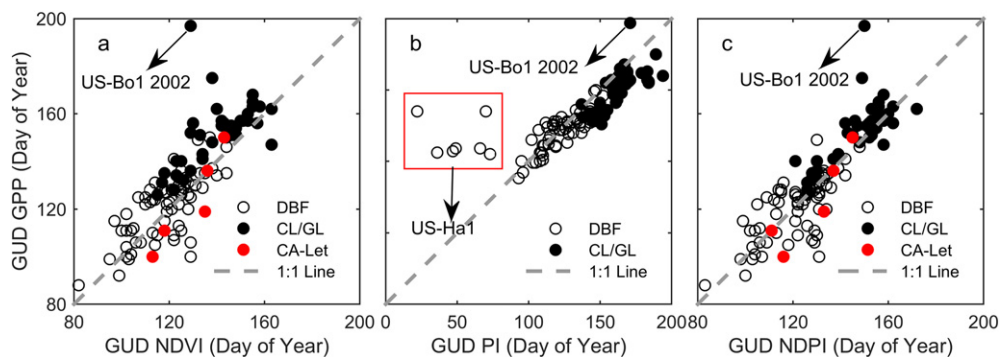 a
US-Bo1 2002
DBF
CL/GL
CA-Let
1:1 Line
GUD GPP (Day of Year)
200
160
120
80
80
120
160
200
GUD NDVI (Day of Year)
b
US-Bo1 2002
US-Ha1
DBF
CL/GL
1:1 Line
0
50
100
150
200
GUD PI (Day of Year)
c
US-Bo1 2002
DBF
CL/GL
CA-Let
1:1 Line
80
120
160
200
GUD NDPI (Day of Year)